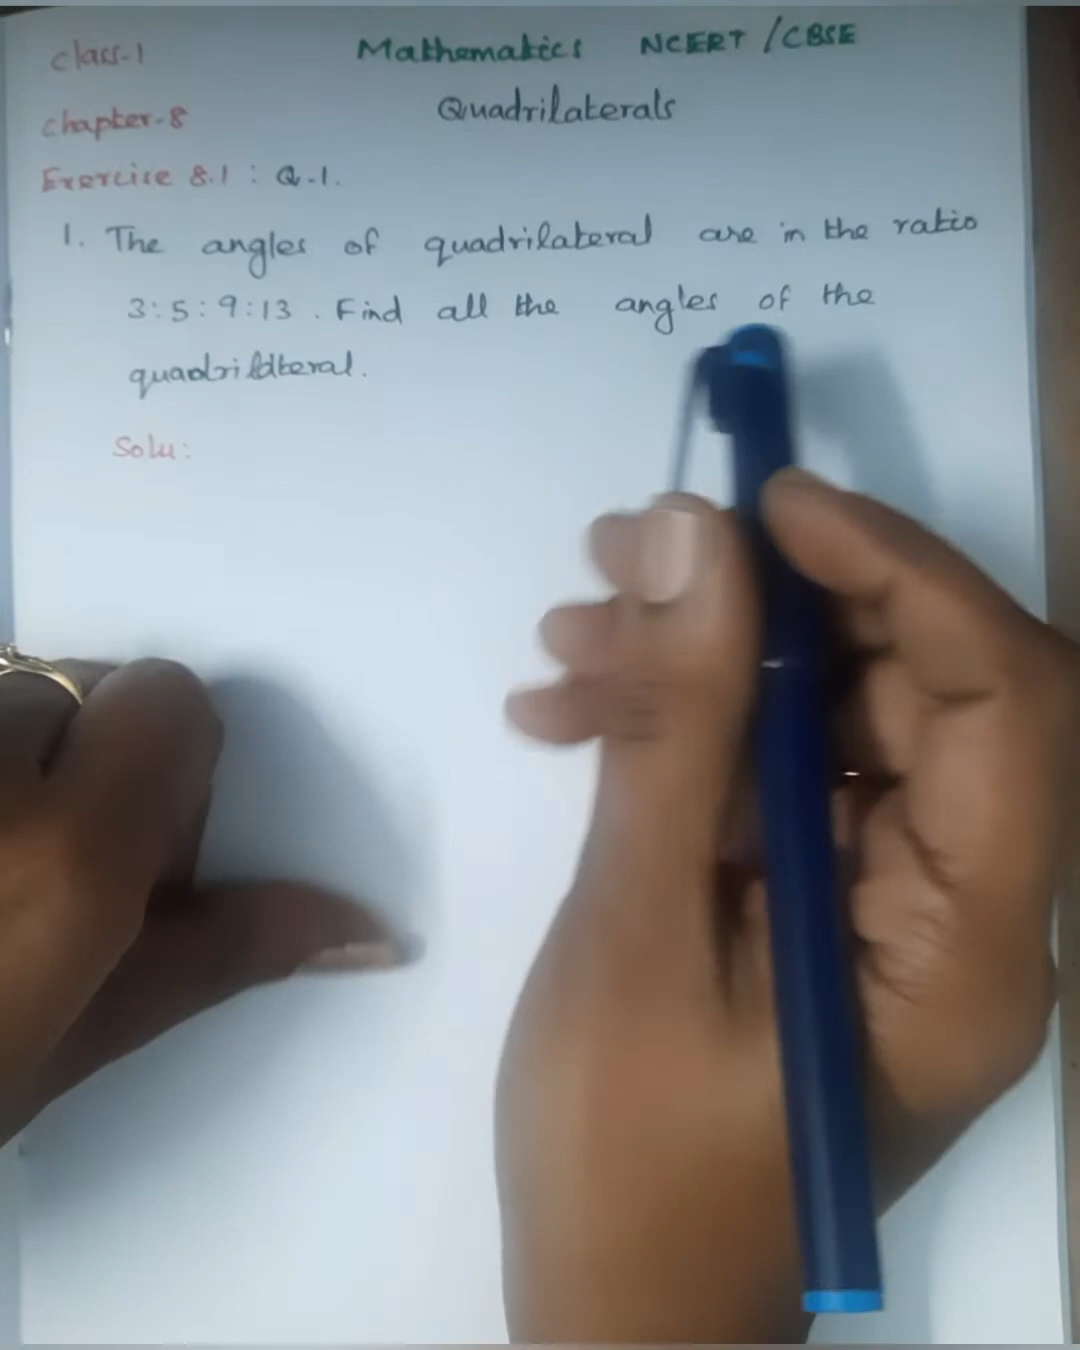 class-1
Mathematics NCERT / CBSE
chapter-8
Quadrilaterals
Exercise 8.1 : Q.1.
1. The angles of quadrilateral are in the ratio
3:5:9:13 . Find all the angles of the
quadrilateral.
Solu: